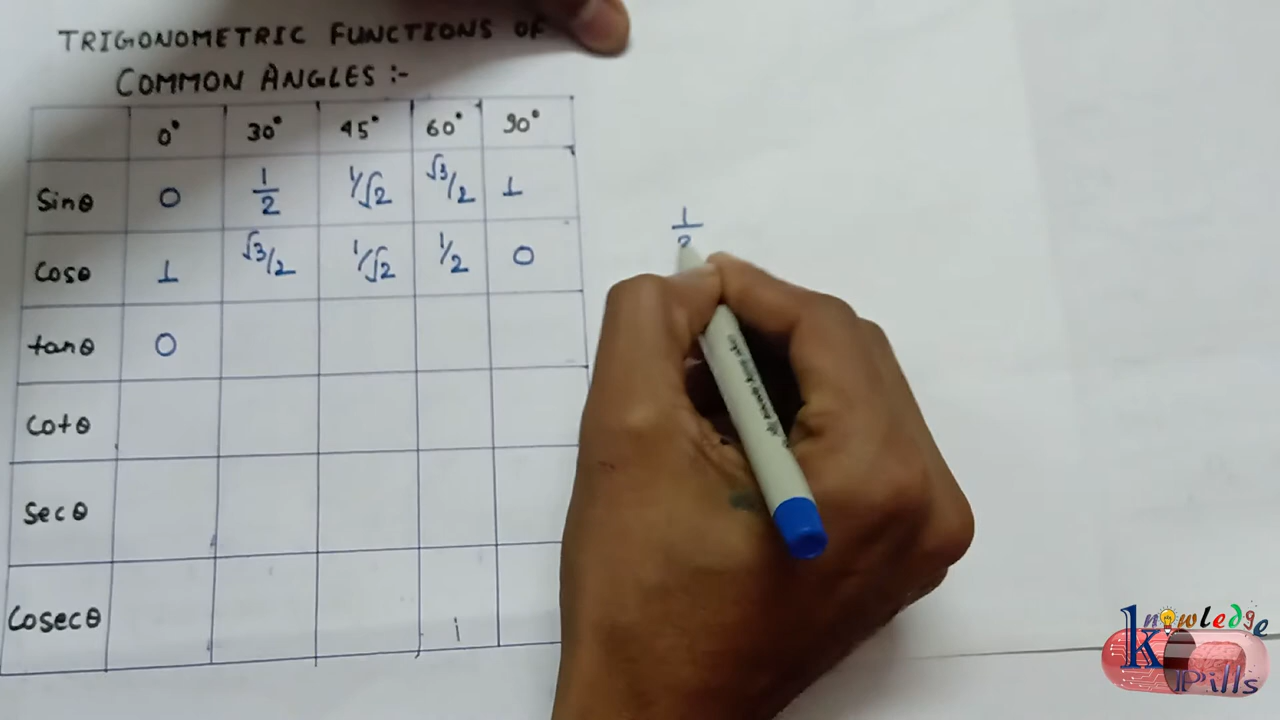 TRIGONOMETRIC FUNCTIONS OF
COMMON ANGLES :-
0° 30° 45° 60° 90°
Sinθ 0 1/2 1/√2 √3/2 1
Cosθ 1 √3/2 1/√2 1/2 0
tanθ 0
Cotθ
Secθ
Cosecθ
1
knowledge
Pills